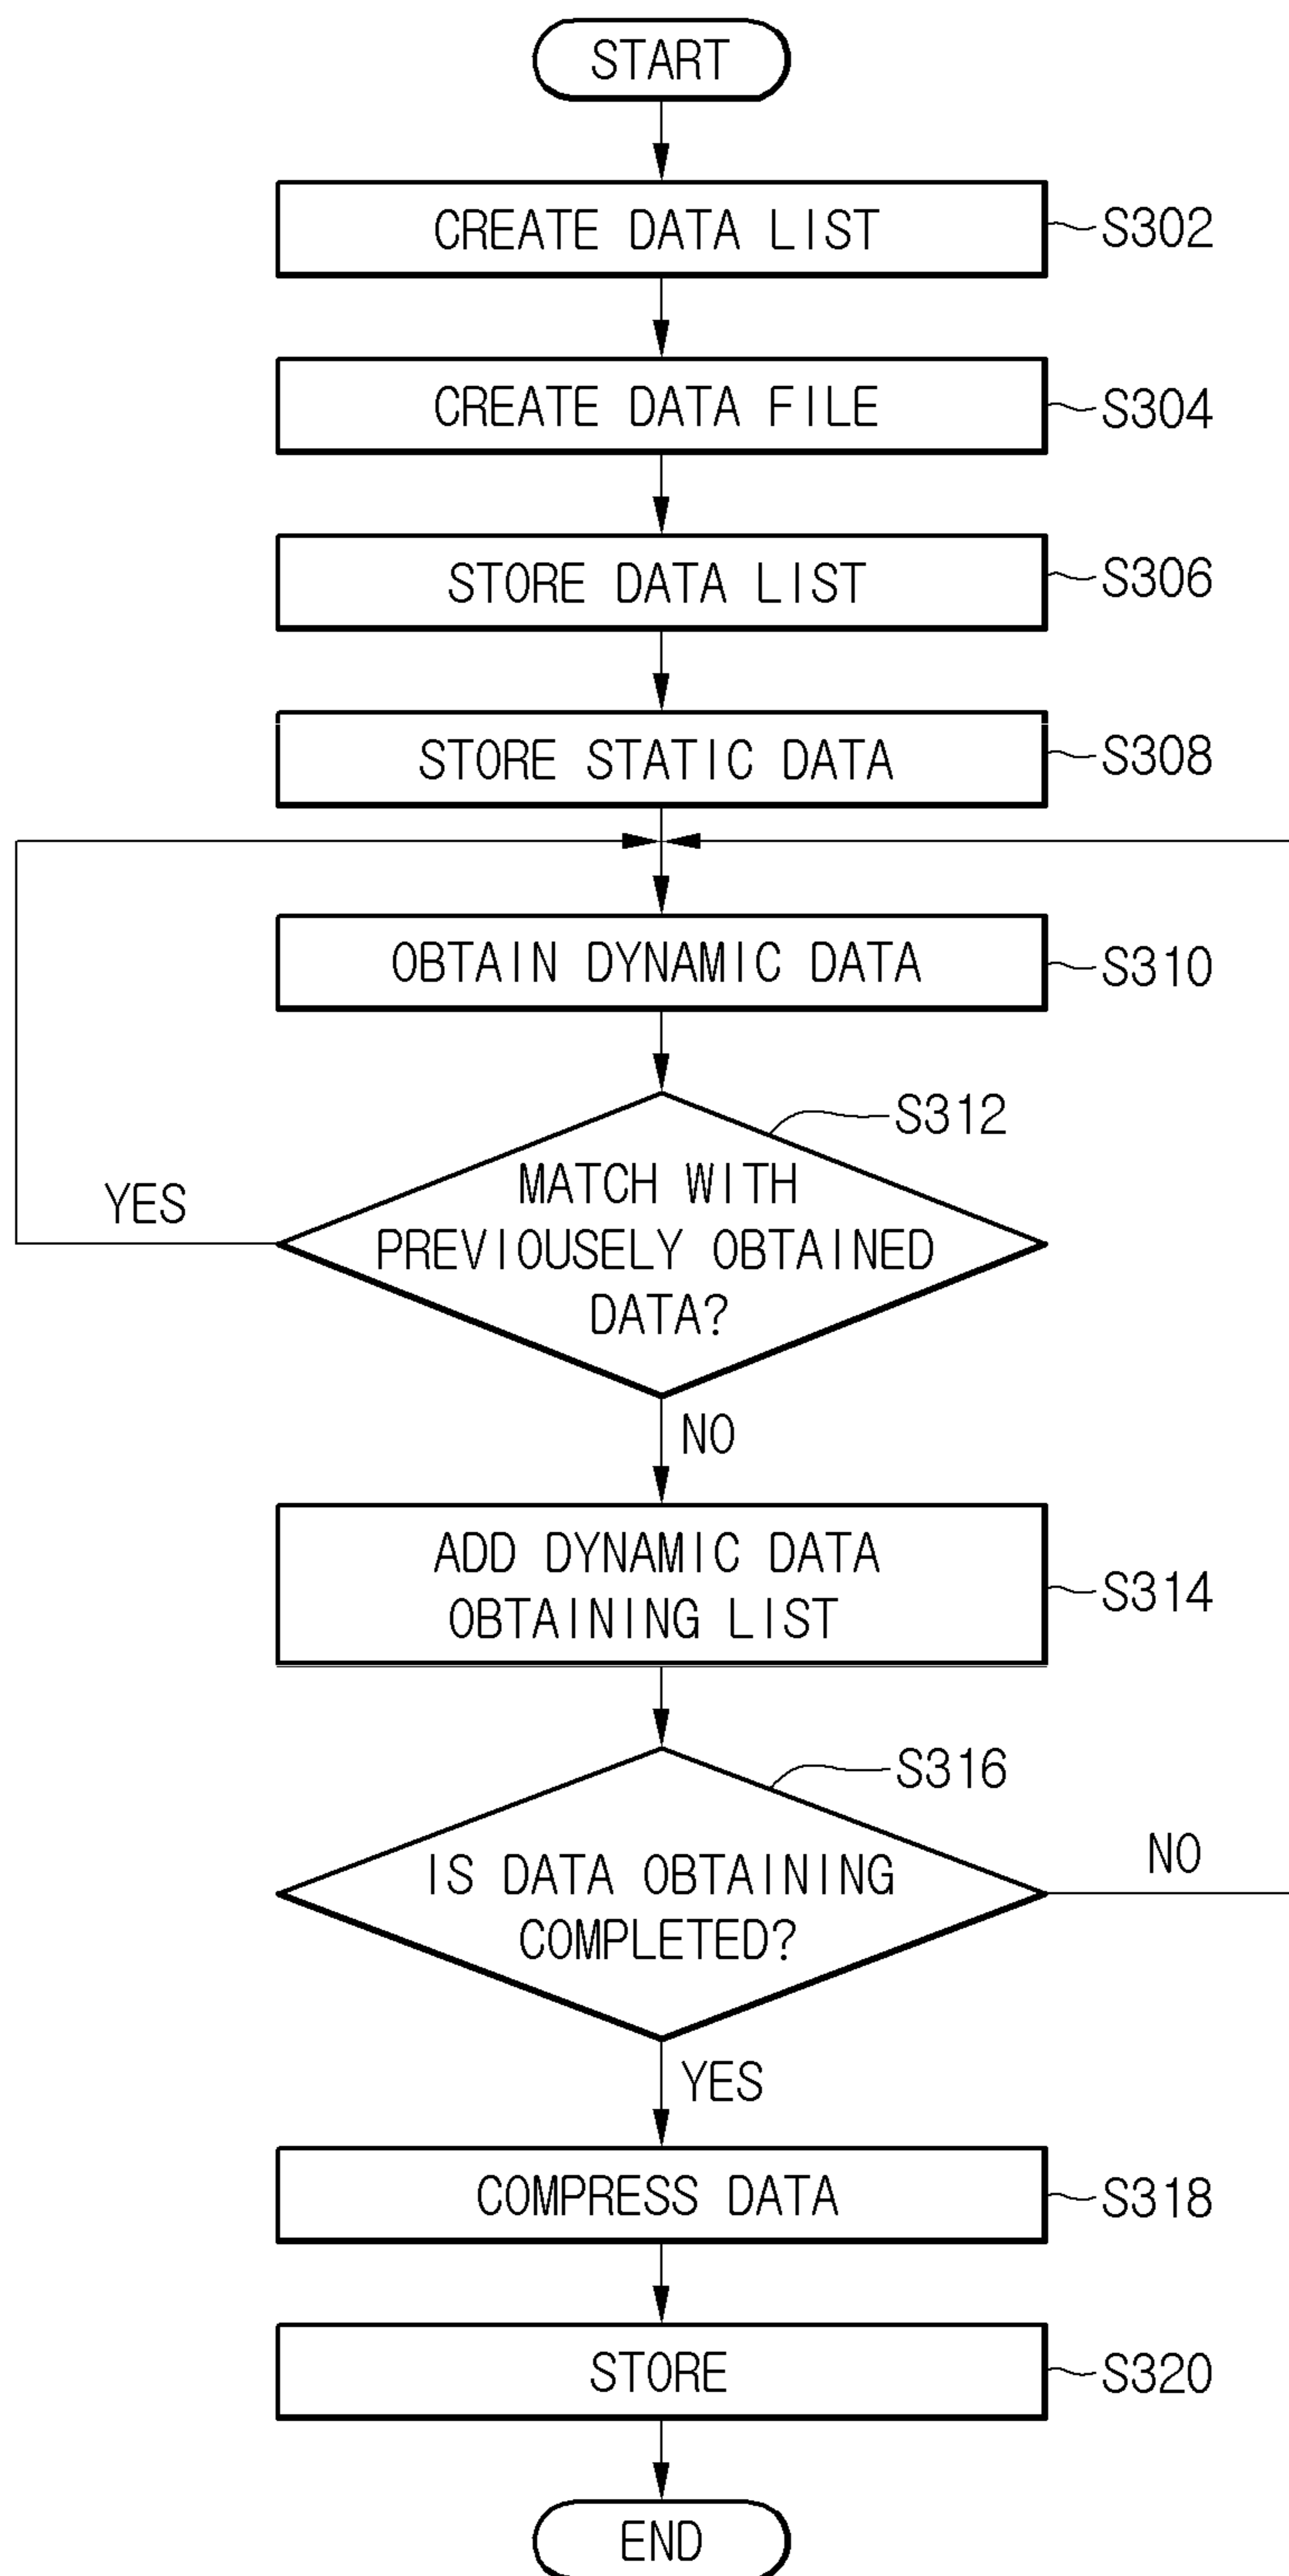 START
CREATE DATA LIST
S302
CREATE DATA FILE
S304
STORE DATA LIST
S306
STORE STATIC DATA
S308
OBTAIN DYNAMIC DATA
S310
S312
MATCH WITH
PREVIOUSELY OBTAINED
DATA?
YES
NO
ADD DYNAMIC DATA
OBTAINING LIST
S314
S316
IS DATA OBTAINING
COMPLETED?
NO
YES
COMPRESS DATA
S318
STORE
S320
END